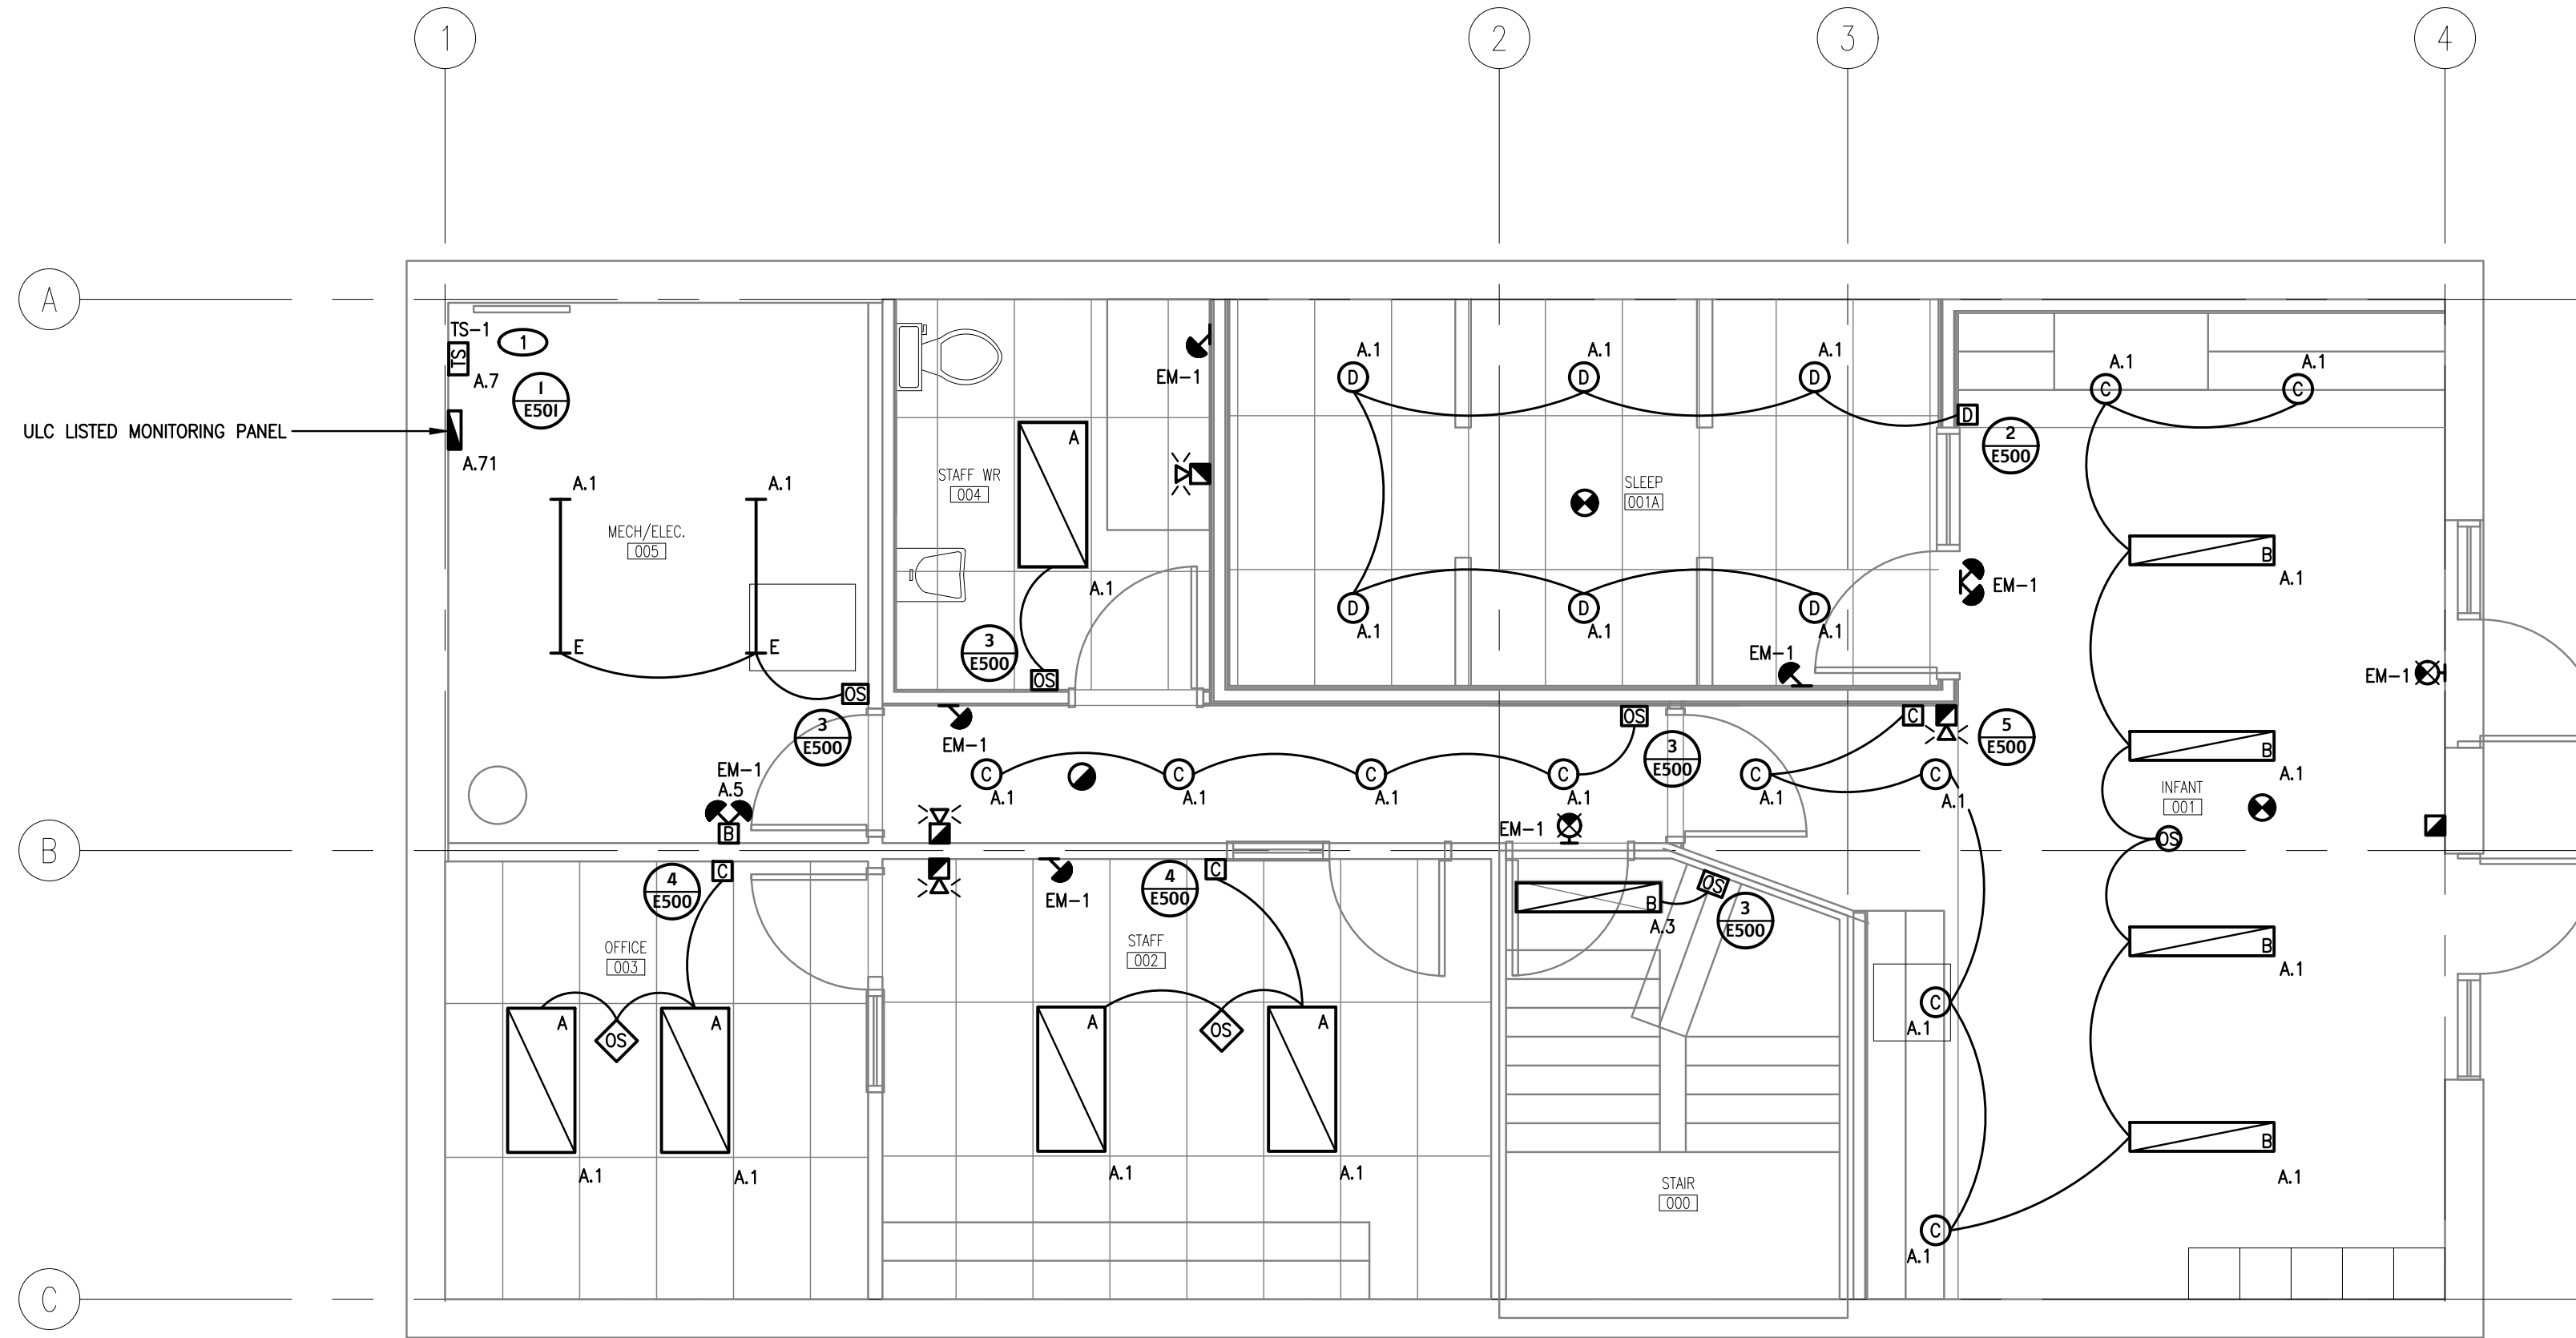 1
2
3
4
A
TS-1
1
TS
A.7
1
E501
ULC LISTED MONITORING PANEL
A.71
A.1
A.1
MECH/ELEC.
005
E
E
OS
3
E500
EM-1
A.5
B
EM-1
STAFF WR
004
A
A.1
3
E500
OS
A.1
A.1
A.1
D
D
D
D
2
E500
SLEEP
001A
D
D
D
A.1
A.1
A.1
EM-1
EM-1
A.1
A.1
C
C
B
A.1
EM-1
B
A.1
INFANT
001
OS
B
A.1
B
A.1
EM-1
C
C
C
C
A.1
A.1
A.1
A.1
OS
3
E500
EM-1
C
5
E500
C
C
A.1
A.1
C
A.1
C
A.1
B
4
E500
C
OFFICE
003
A
OS
A
A.1
A.1
EM-1
4
E500
C
STAFF
002
A
OS
A
A.1
A.1
B
OS
A.3
3
E500
STAIR
000
C